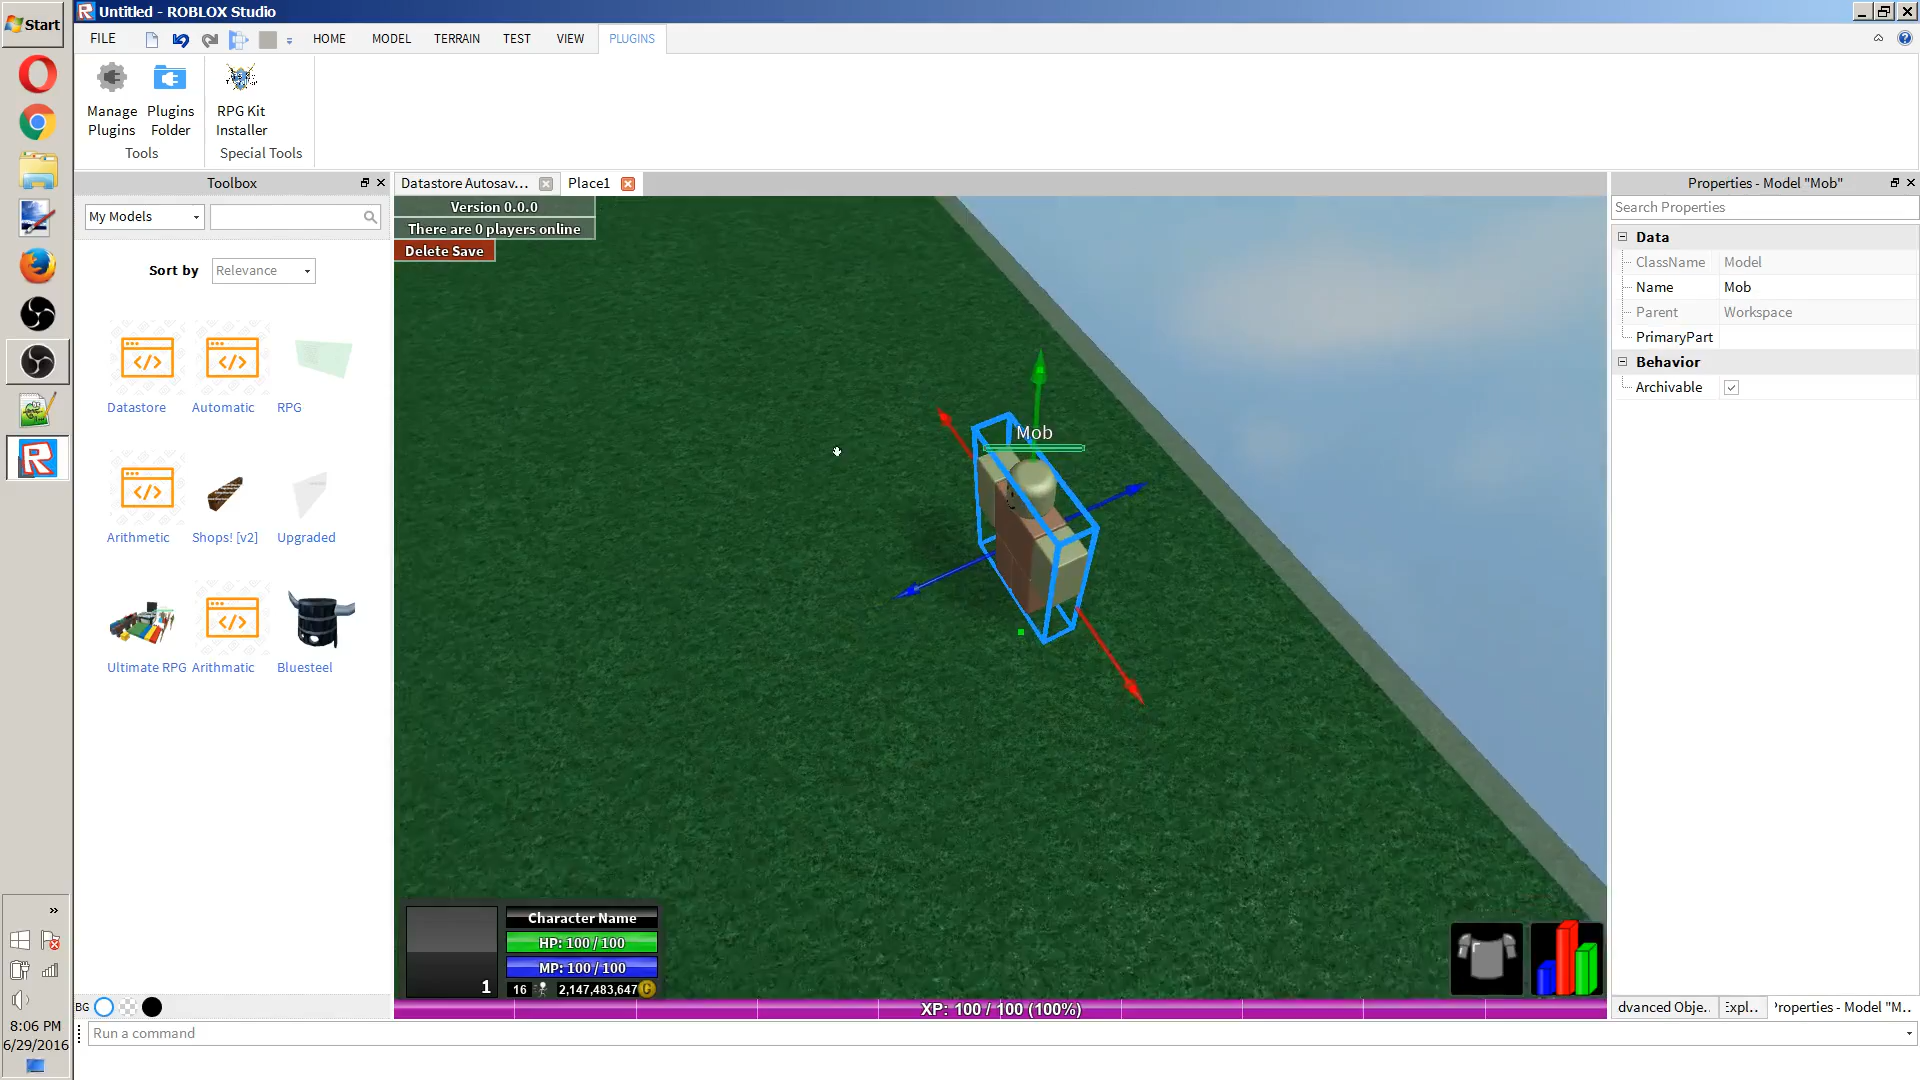 Start
Untitled - ROBLOX Studio
FILE
HOME
MODEL
TERRAIN
TEST
VIEW
PLUGINS
Manage Plugins
Plugins Folder
RPG Kit Installer
Tools
Special Tools
Toolbox
My Models
Sort by
Relevance
Datastore
Automatic
RPG
Arithmetic
Shops! [v2]
Upgraded
Ultimate RPG
Arithmatic
Bluesteel
BG
Datastore Autosav...
Place1
Version 0.0.0
There are 0 players online
Delete Save
Mob
Character Name
HP: 100 / 100
MP: 100 / 100
1
16
2,147,483,647
XP: 100 / 100 (100%)
Properties - Model "Mob"
Search Properties
Data
ClassName Model
Name Mob
Parent Workspace
PrimaryPart
Behavior
Archivable
dvanced Obje..
Expl..
Properties - Model "M..
Run a command
8:06 PM
6/29/2016